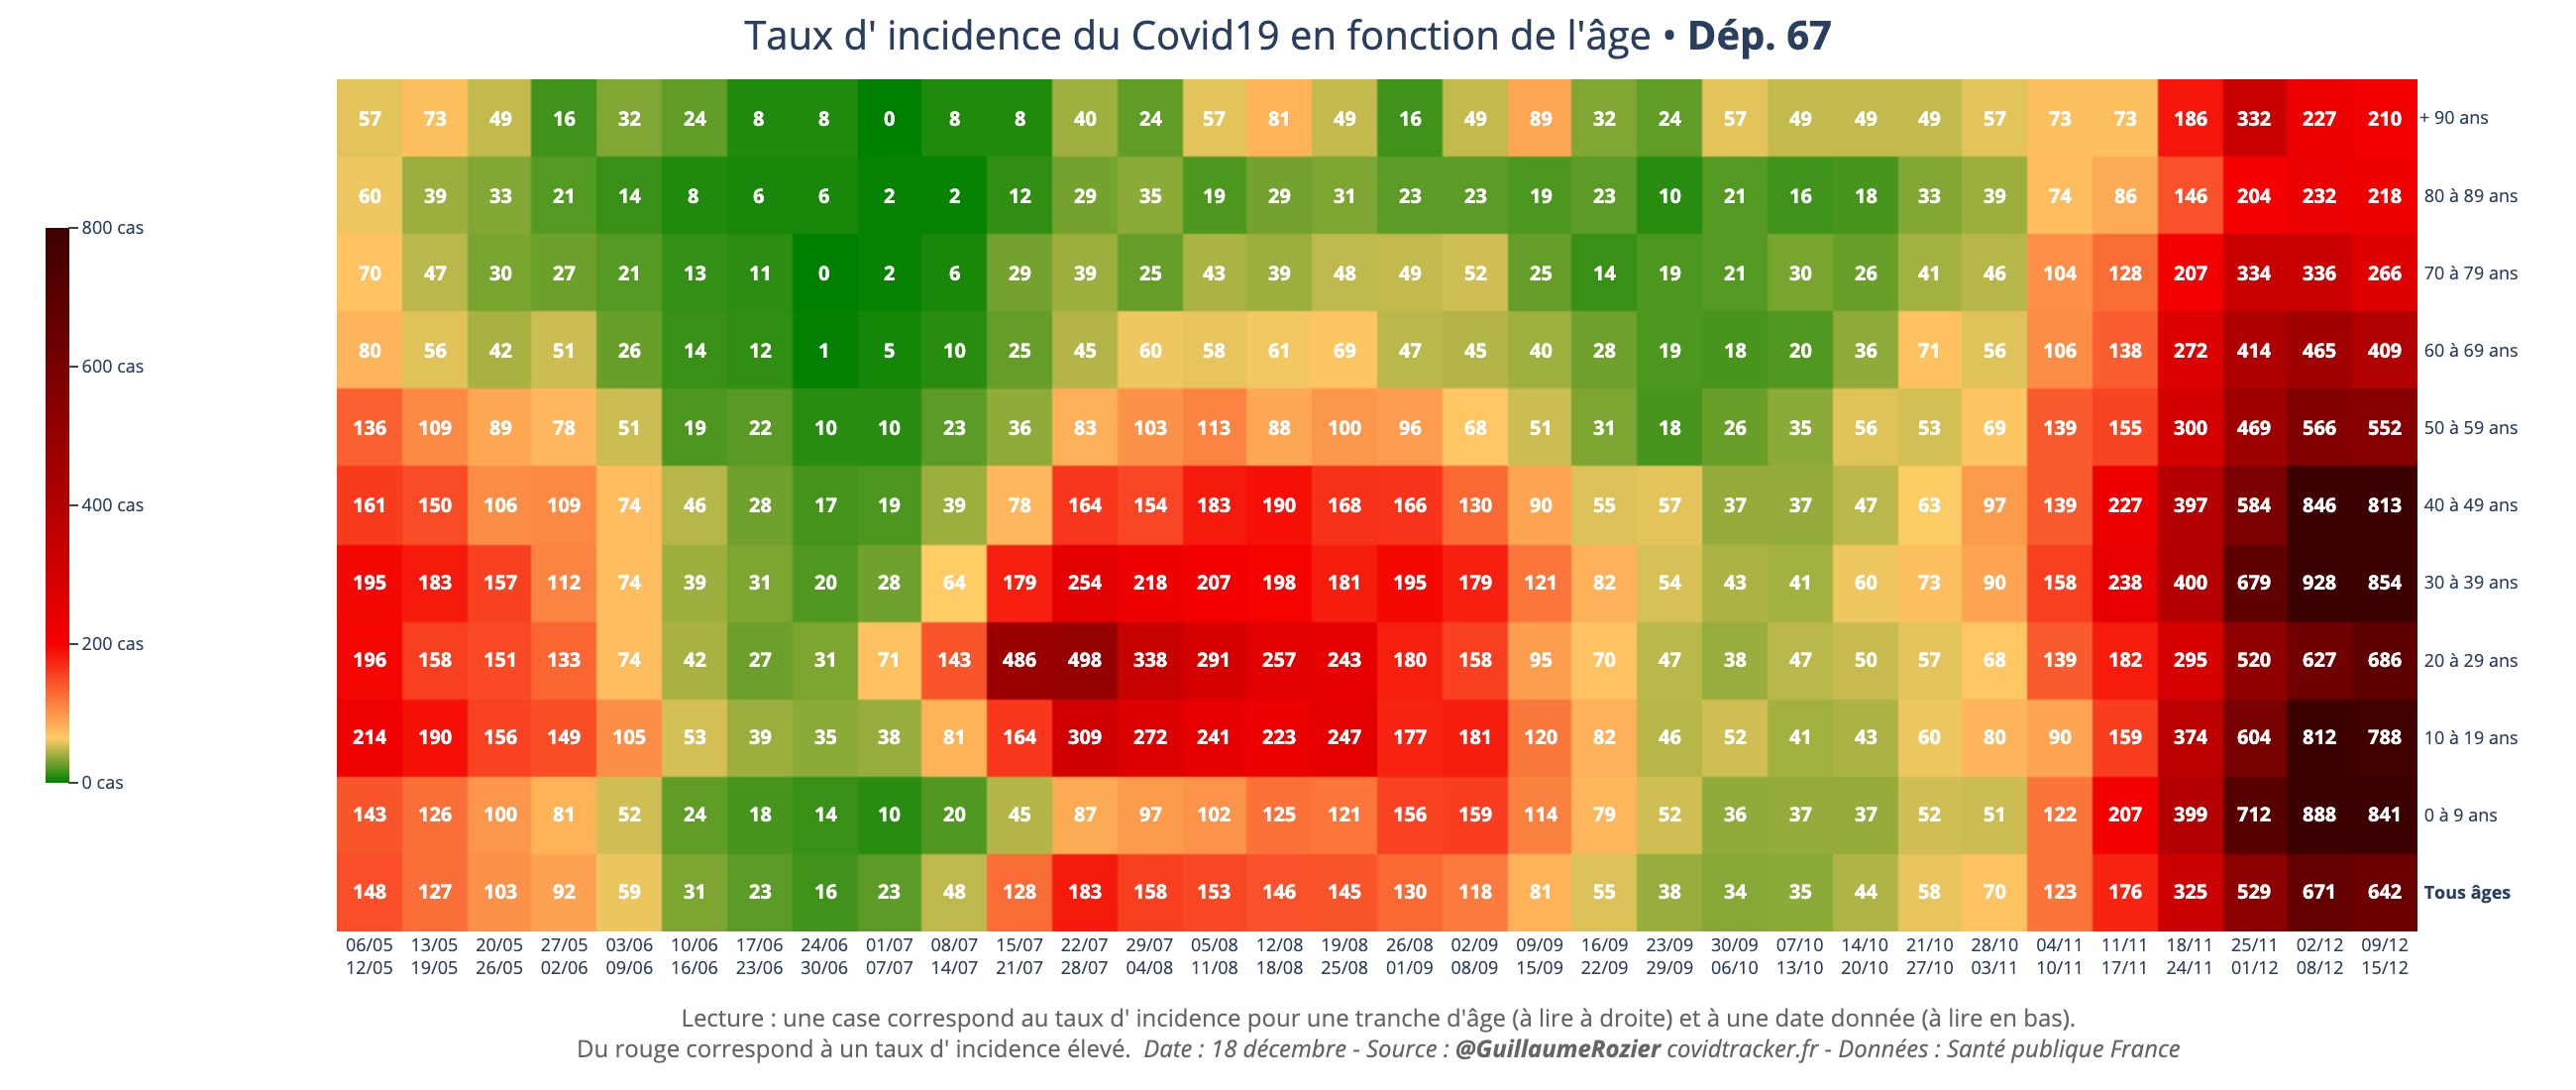 Taux d' incidence du Covid19 en fonction de l'âge • Dép. 67
800 cas
600 cas
400 cas
200 cas
0 cas
57 73 49 16 32 24 8 8 0 8 8 40 24 57 81 49 16 49 89 32 24 57 49 49 49 57 73 73 186 332 227 210 + 90 ans
60 39 33 21 14 8 6 6 2 2 12 29 35 19 29 31 23 23 19 23 10 21 16 18 33 39 74 86 146 204 232 218 80 à 89 ans
70 47 30 27 21 13 11 0 2 6 29 39 25 43 39 48 49 52 25 14 19 21 30 26 41 46 104 128 207 334 336 266 70 à 79 ans
80 56 42 51 26 14 12 1 5 10 25 45 60 58 61 69 47 45 40 28 19 18 20 36 71 56 106 138 272 414 465 409 60 à 69 ans
136 109 89 78 51 19 22 10 10 23 36 83 103 113 88 100 96 68 51 31 18 26 35 56 53 69 139 155 300 469 566 552 50 à 59 ans
161 150 106 109 74 46 28 17 19 39 78 164 154 183 190 168 166 130 90 55 57 37 37 47 63 97 139 227 397 584 846 813 40 à 49 ans
195 183 157 112 74 39 31 20 28 64 179 254 218 207 198 181 195 179 121 82 54 43 41 60 73 90 158 238 400 679 928 854 30 à 39 ans
196 158 151 133 74 42 27 31 71 143 486 498 338 291 257 243 180 158 95 70 47 38 47 50 57 68 139 182 295 520 627 686 20 à 29 ans
214 190 156 149 105 53 39 35 38 81 164 309 272 241 223 247 177 181 120 82 46 52 41 43 60 80 90 159 374 604 812 788 10 à 19 ans
143 126 100 81 52 24 18 14 10 20 45 87 97 102 125 121 156 159 114 79 52 36 37 37 52 51 122 207 399 712 888 841 0 à 9 ans
148 127 103 92 59 31 23 16 23 48 128 183 158 153 146 145 130 118 81 55 38 34 35 44 58 70 123 176 325 529 671 642 Tous âges
06/05 13/05 20/05 27/05 03/06 10/06 17/06 24/06 01/07 08/07 15/07 22/07 29/07 05/08 12/08 19/08 26/08 02/09 09/09 16/09 23/09 30/09 07/10 14/10 21/10 28/10 04/11 11/11 18/11 25/11 02/12 09/12
12/05 19/05 26/05 02/06 09/06 16/06 23/06 30/06 07/07 14/07 21/07 28/07 04/08 11/08 18/08 25/08 01/09 08/09 15/09 22/09 29/09 06/10 13/10 20/10 27/10 03/11 10/11 17/11 24/11 01/12 08/12 15/12
Lecture : une case correspond au taux d' incidence pour une tranche d'âge (à lire à droite) et à une date donnée (à lire en bas).
Du rouge correspond à un taux d' incidence élevé. Date : 18 décembre - Source : @GuillaumeRozier covidtracker.fr - Données : Santé publique France